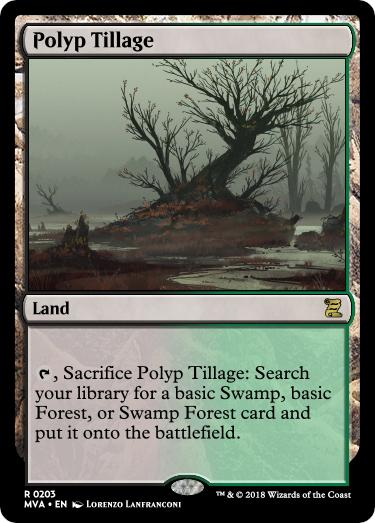 Polyp Tillage
Land
, Sacrifice Polyp Tillage: Search
your library for a basic Swamp, basic
Forest, or Swamp Forest card and
put it onto the battlefield.
R 0203
MVA • EN Lorenzo Lanfranconi
™ & © 2018 Wizards of the Coast